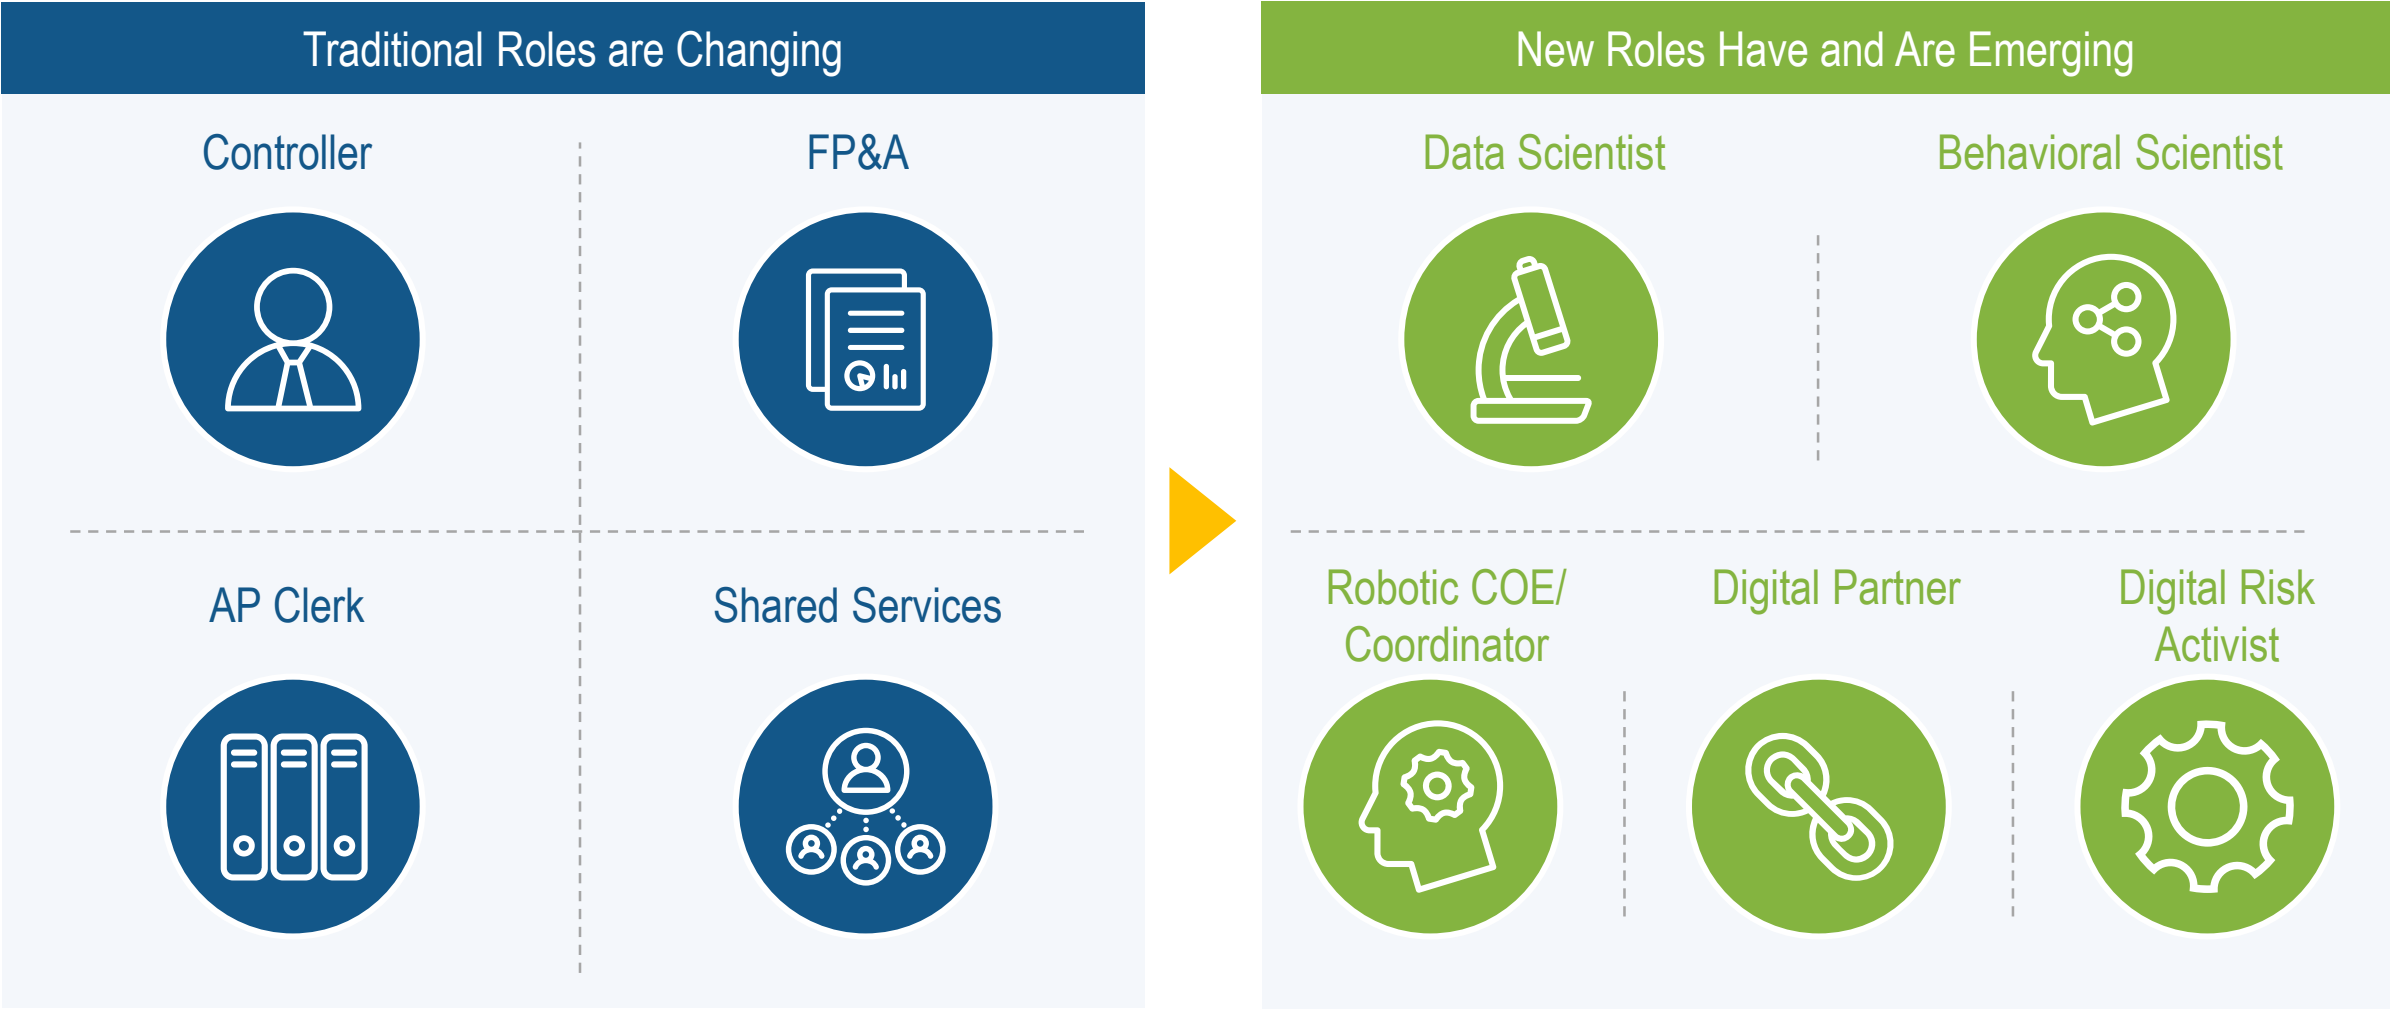 Traditional Roles are Changing
Controller
FP&A
AP Clerk
Shared Services
New Roles Have and Are Emerging
Data Scientist
Behavioral Scientist
Robotic COE/
Coordinator
Digital Partner
Digital Risk
Activist